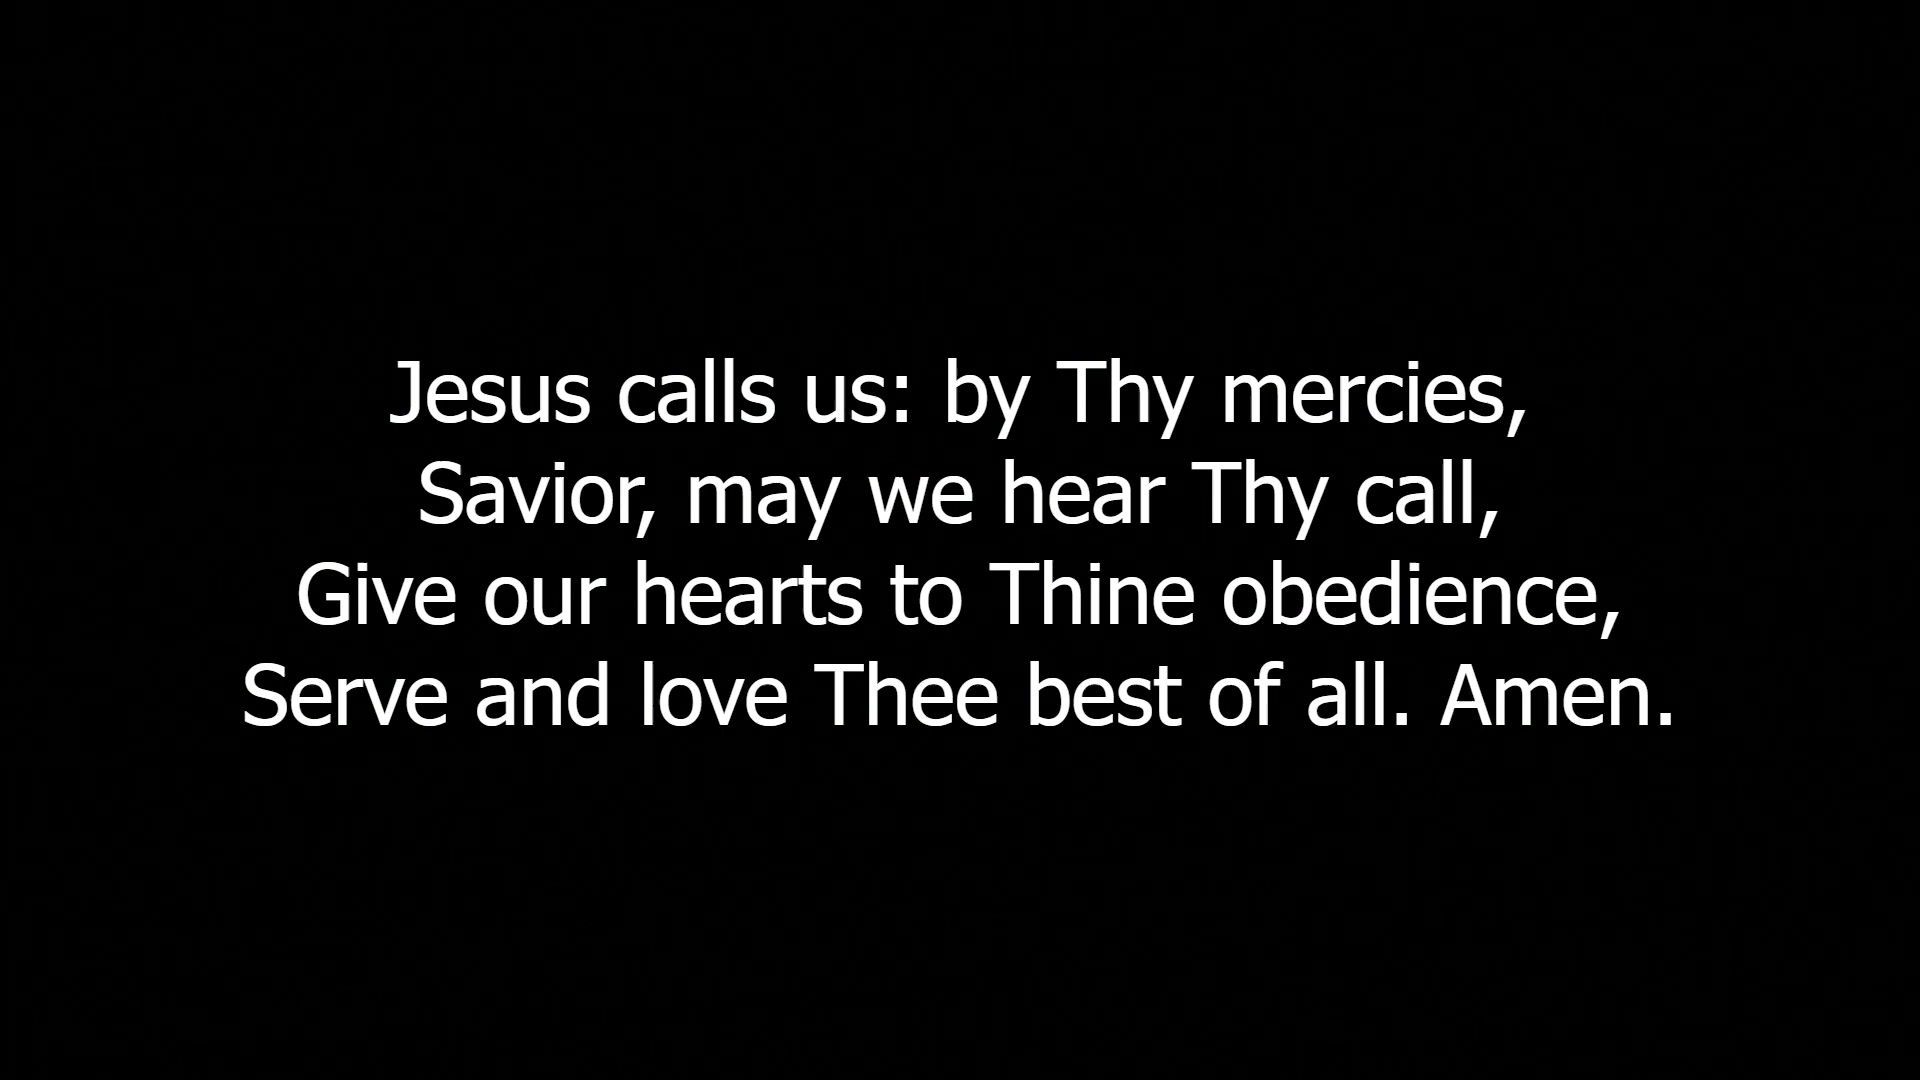 Jesus calls us: by Thy mercies,
Savior, may we hear Thy call,
Give our hearts to Thine obedience,
Serve and love Thee best of all. Amen.